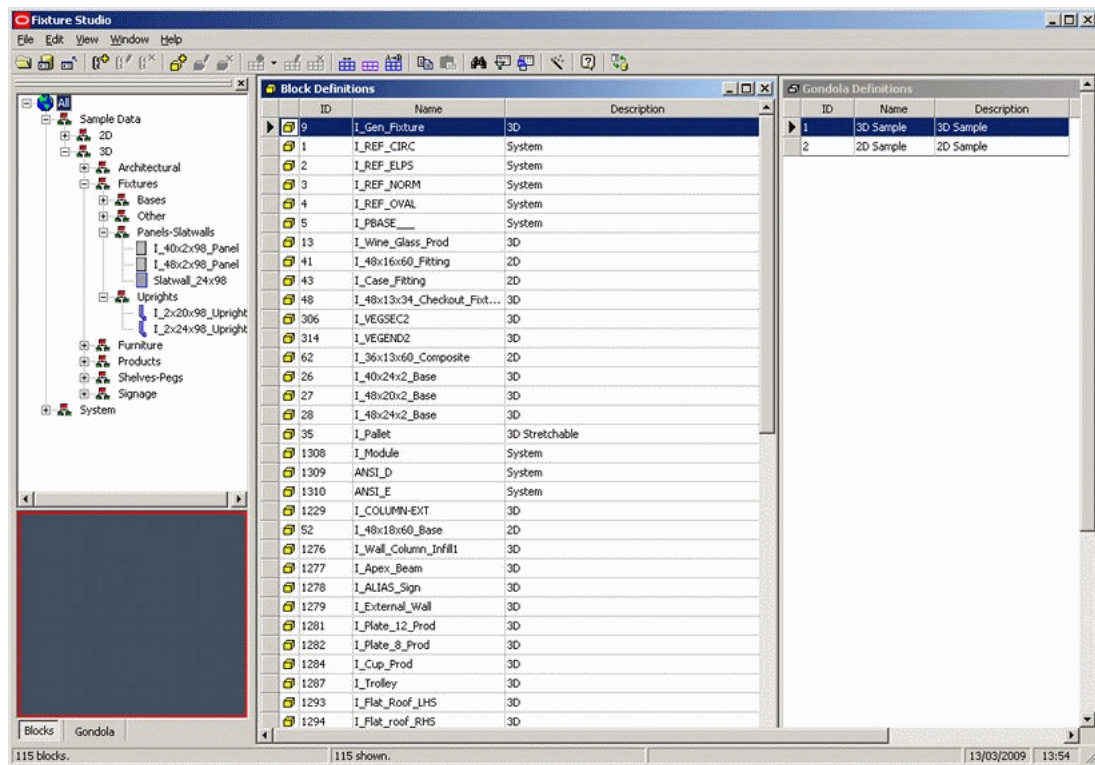 Fixture Studio
File Edit View Window Help
All
Sample Data
2D
3D
Architectural
Fixtures
Bases
Other
Panels-Slatwalls
I_40x2x98_Panel
I_48x2x98_Panel
Slatwall_24x98
Uprights
I_2x20x98_Upright
I_2x24x98_Upright
Furniture
Products
Shelves-Pegs
Signage
System
Blocks Gondola
Block Definitions
ID Name Description
9 I_Gen_Fixture 3D
1 I_REF_CIRC System
2 I_REF_ELPS System
3 I_REF_NORM System
4 I_REF_OVAL System
5 I_PBASE___ System
13 I_Wine_Glass_Prod 3D
41 I_48x16x60_Fitting 2D
43 I_Case_Fitting 2D
48 I_48x13x34_Checkout_Fixt... 3D
306 I_VEGSEC2 3D
314 I_VEGEND2 3D
62 I_36x13x60_Composite 2D
26 I_40x24x2_Base 3D
27 I_48x20x2_Base 3D
28 I_48x24x2_Base 3D
35 I_Pallet 3D Stretchable
1308 I_Module System
1309 ANSI_D System
1310 ANSI_E System
1229 I_COLUMN-EXT 3D
52 I_48x18x60_Base 2D
1276 I_Wall_Column_Infill1 3D
1277 I_Apex_Beam 3D
1278 I_ALIAS_Sign 3D
1279 I_External_Wall 3D
1281 I_Plate_12_Prod 3D
1282 I_Plate_8_Prod 3D
1284 I_Cup_Prod 3D
1287 I_Trolley 3D
1293 I_Flat_Roof_LHS 3D
1294 I_Flat_roof_RHS 3D
Gondola Definitions
ID Name Description
1 3D Sample 3D Sample
2 2D Sample 2D Sample
115 blocks. 115 shown. 13/03/2009 13:54